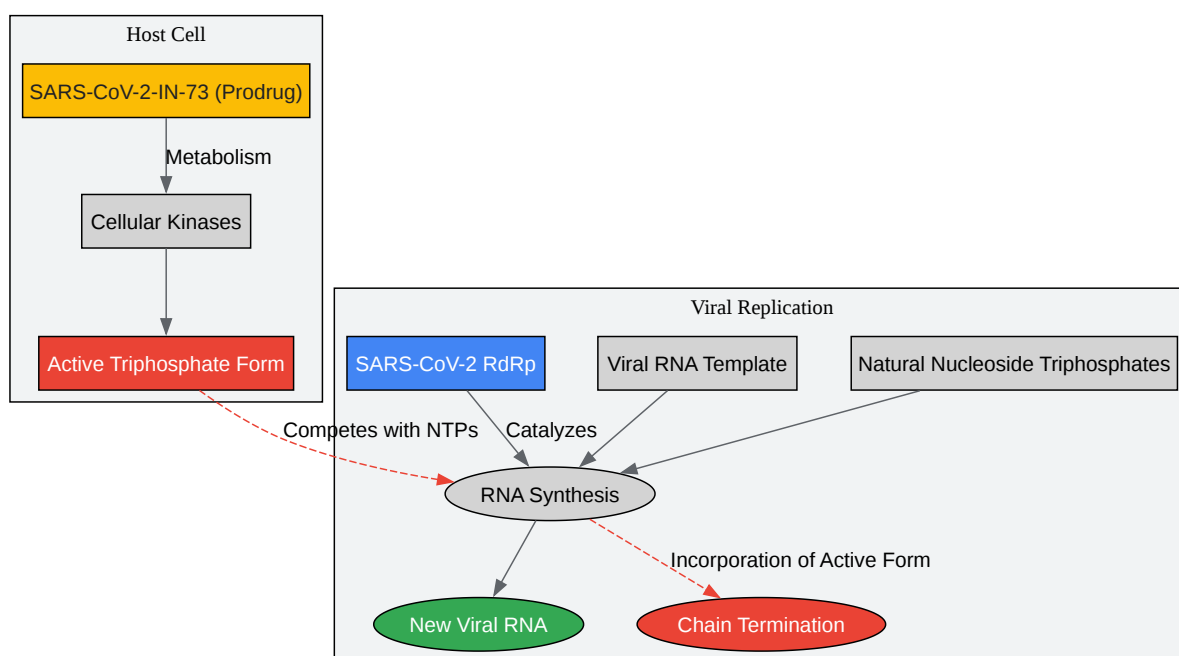 Host Cell
SARS-CoV-2-IN-73 (Prodrug)
Metabolism
Cellular Kinases
Active Triphosphate Form
Viral Replication
SARS-CoV-2 RdRp
Viral RNA Template
Natural Nucleoside Triphosphates
Competes with NTPs
Catalyzes
RNA Synthesis
Incorporation of Active Form
New Viral RNA
Chain Termination